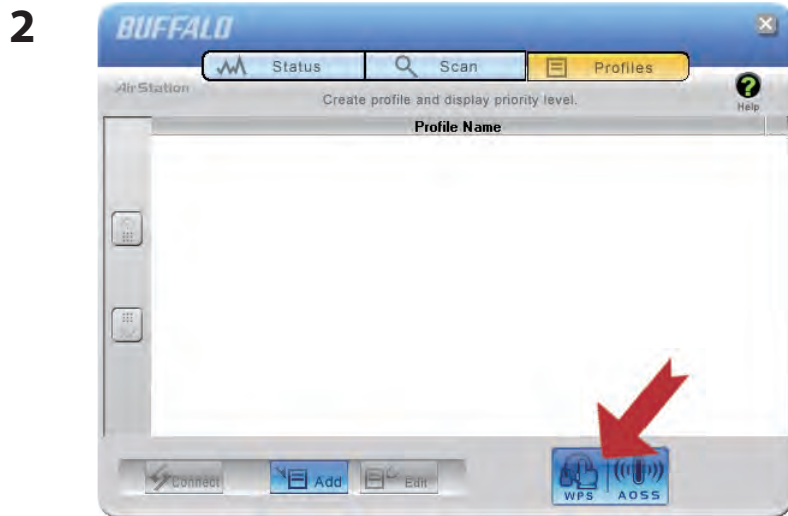 2
BUFFALO
Status Scan Profiles
AirStation
Create profile and display priority level.
Help
Profile Name
Connect Add Edit
WPS AOSS